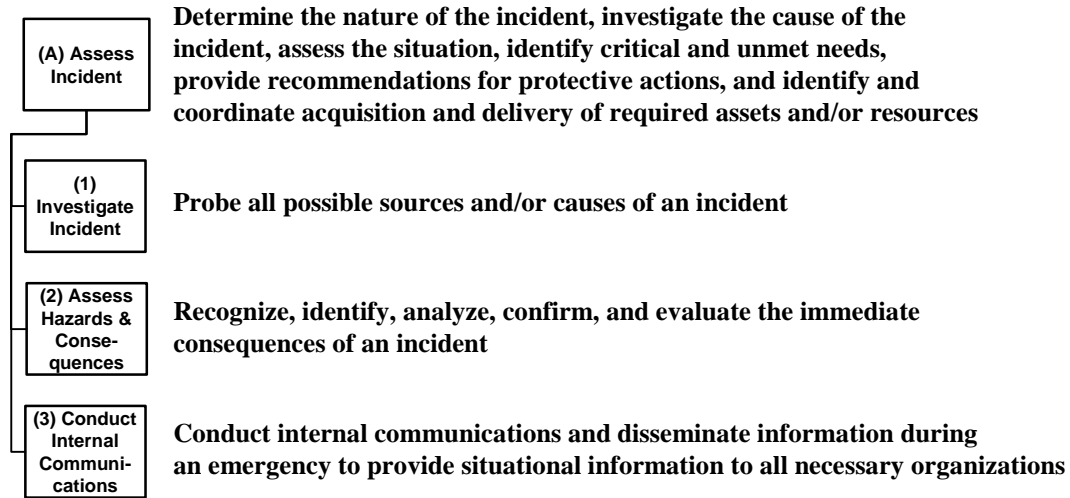 (A) Assess
Incident
Determine the nature of the incident, investigate the cause of the
incident, assess the situation, identify critical and unmet needs,
provide recommendations for protective actions, and identify and
coordinate acquisition and delivery of required assets and/or resources
(1)
Investigate
Incident
Probe all possible sources and/or causes of an incident
(2) Assess
Hazards &
Conse-
quences
Recognize, identify, analyze, confirm, and evaluate the immediate
consequences of an incident
(3) Conduct
Internal
Communi-
cations
Conduct internal communications and disseminate information during
an emergency to provide situational information to all necessary organizations